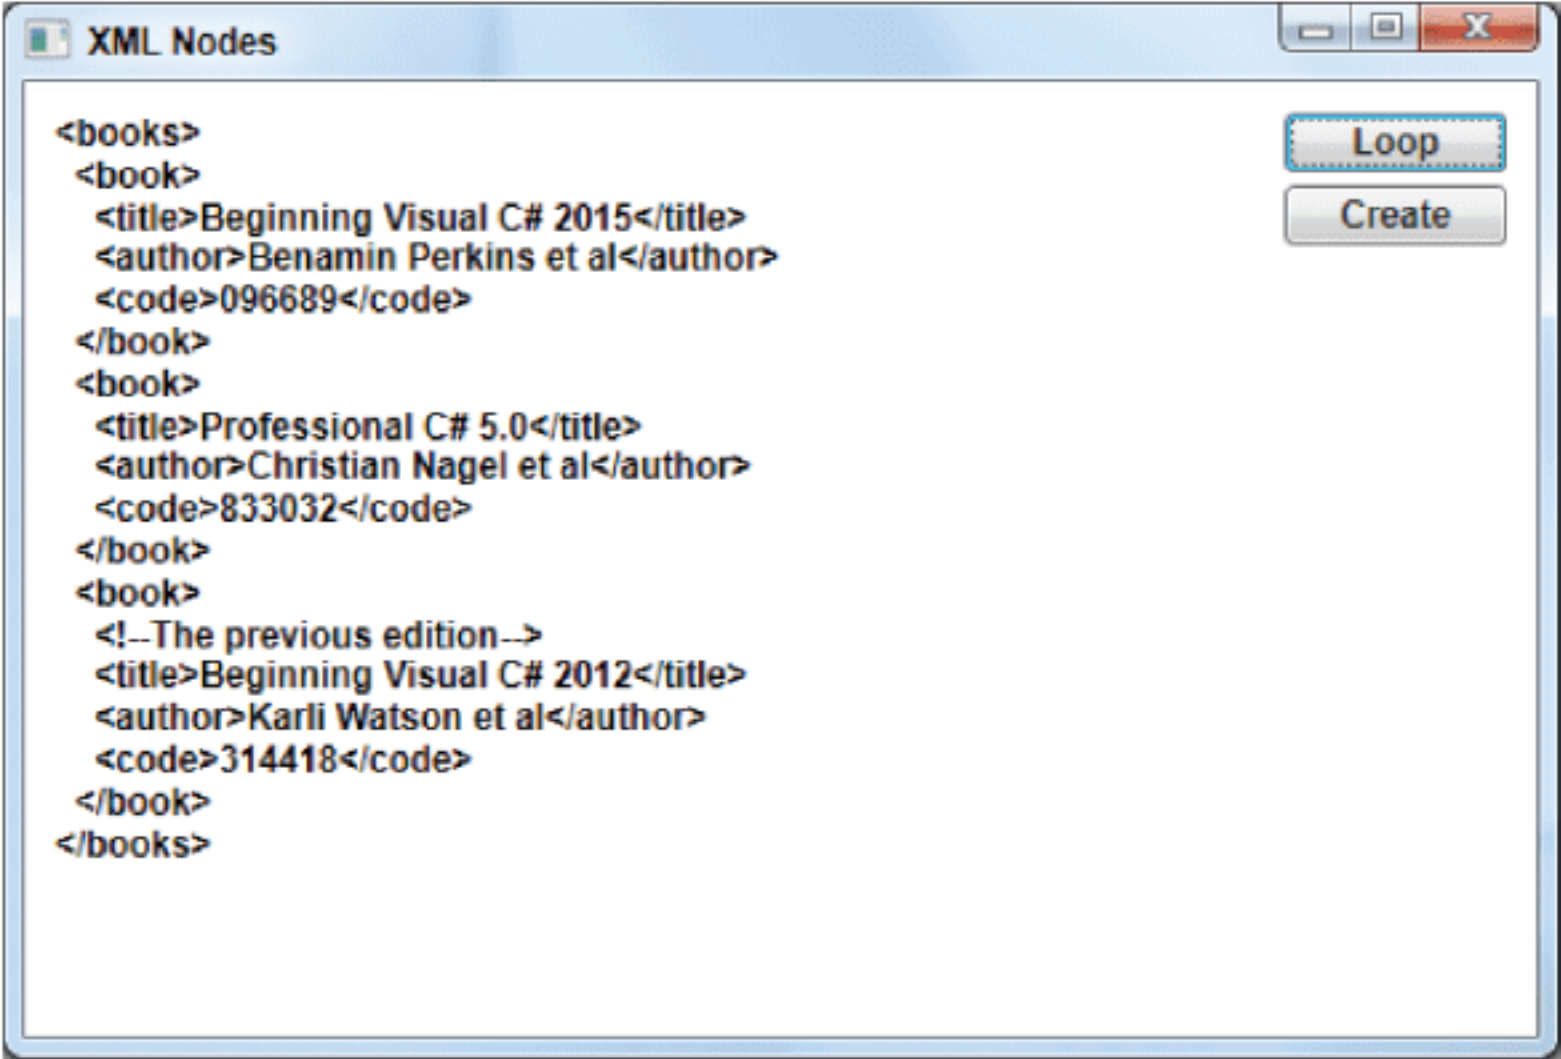 XML Nodes
<books>
<book>
<title>Beginning Visual C# 2015</title>
<author>Benamin Perkins et al</author>
<code>096689</code>
</book>
<book>
<title>Professional C# 5.0</title>
<author>Christian Nagel et al</author>
<code>833032</code>
</book>
<book>
<!--The previous edition-->
<title>Beginning Visual C# 2012</title>
<author>Karli Watson et al</author>
<code>314418</code>
</book>
</books>
Loop
Create